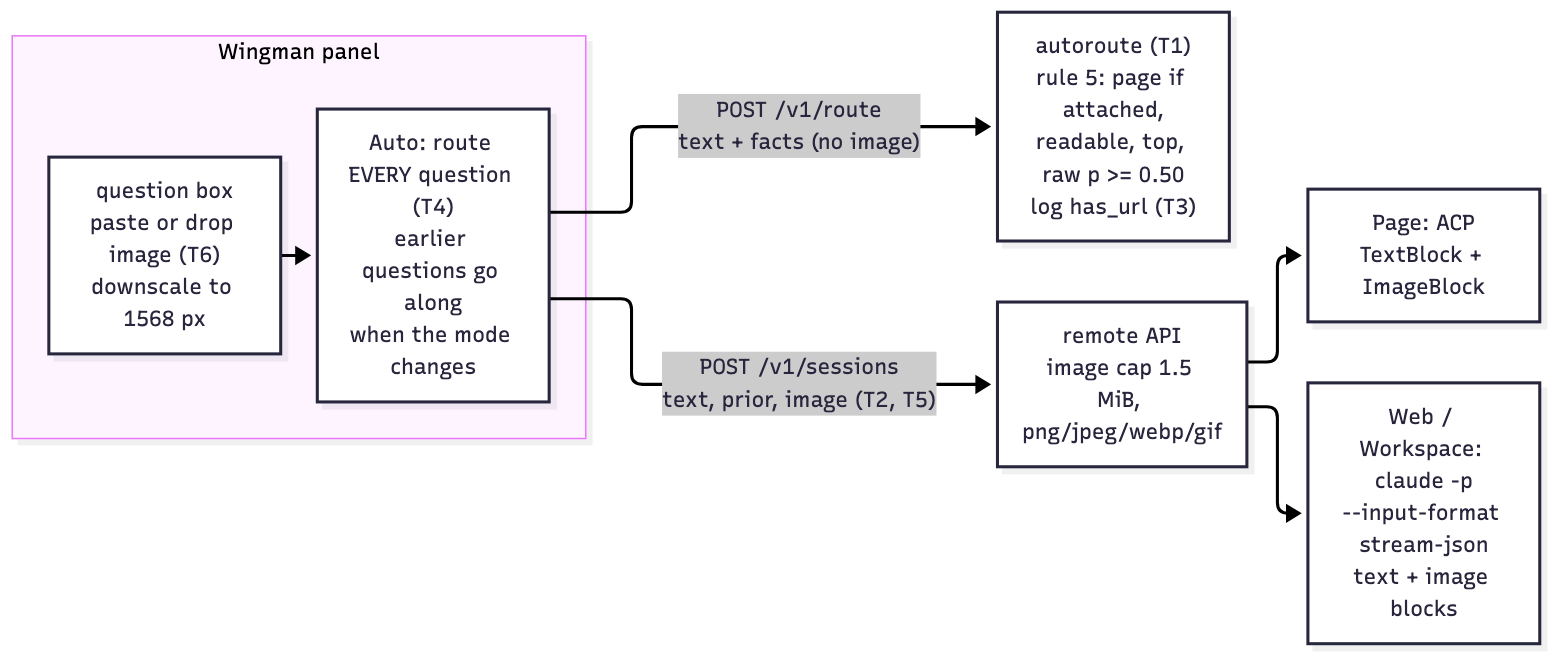 Wingman panel
question box
paste or drop
image (T6)
downscale to
1568 px
Auto: route
EVERY question
(T4)
earlier
questions go
along
when the mode
changes
POST /v1/route
text + facts (no image)
autoroute (T1)
rule 5: page if
attached,
readable, top,
raw p >= 0.50
log has_url (T3)
POST /v1/sessions
text, prior, image (T2, T5)
remote API
image cap 1.5
MiB,
png/jpeg/webp/gif
Page: ACP
TextBlock +
ImageBlock
Web /
Workspace:
claude -p
--input-format
stream-json
text + image
blocks